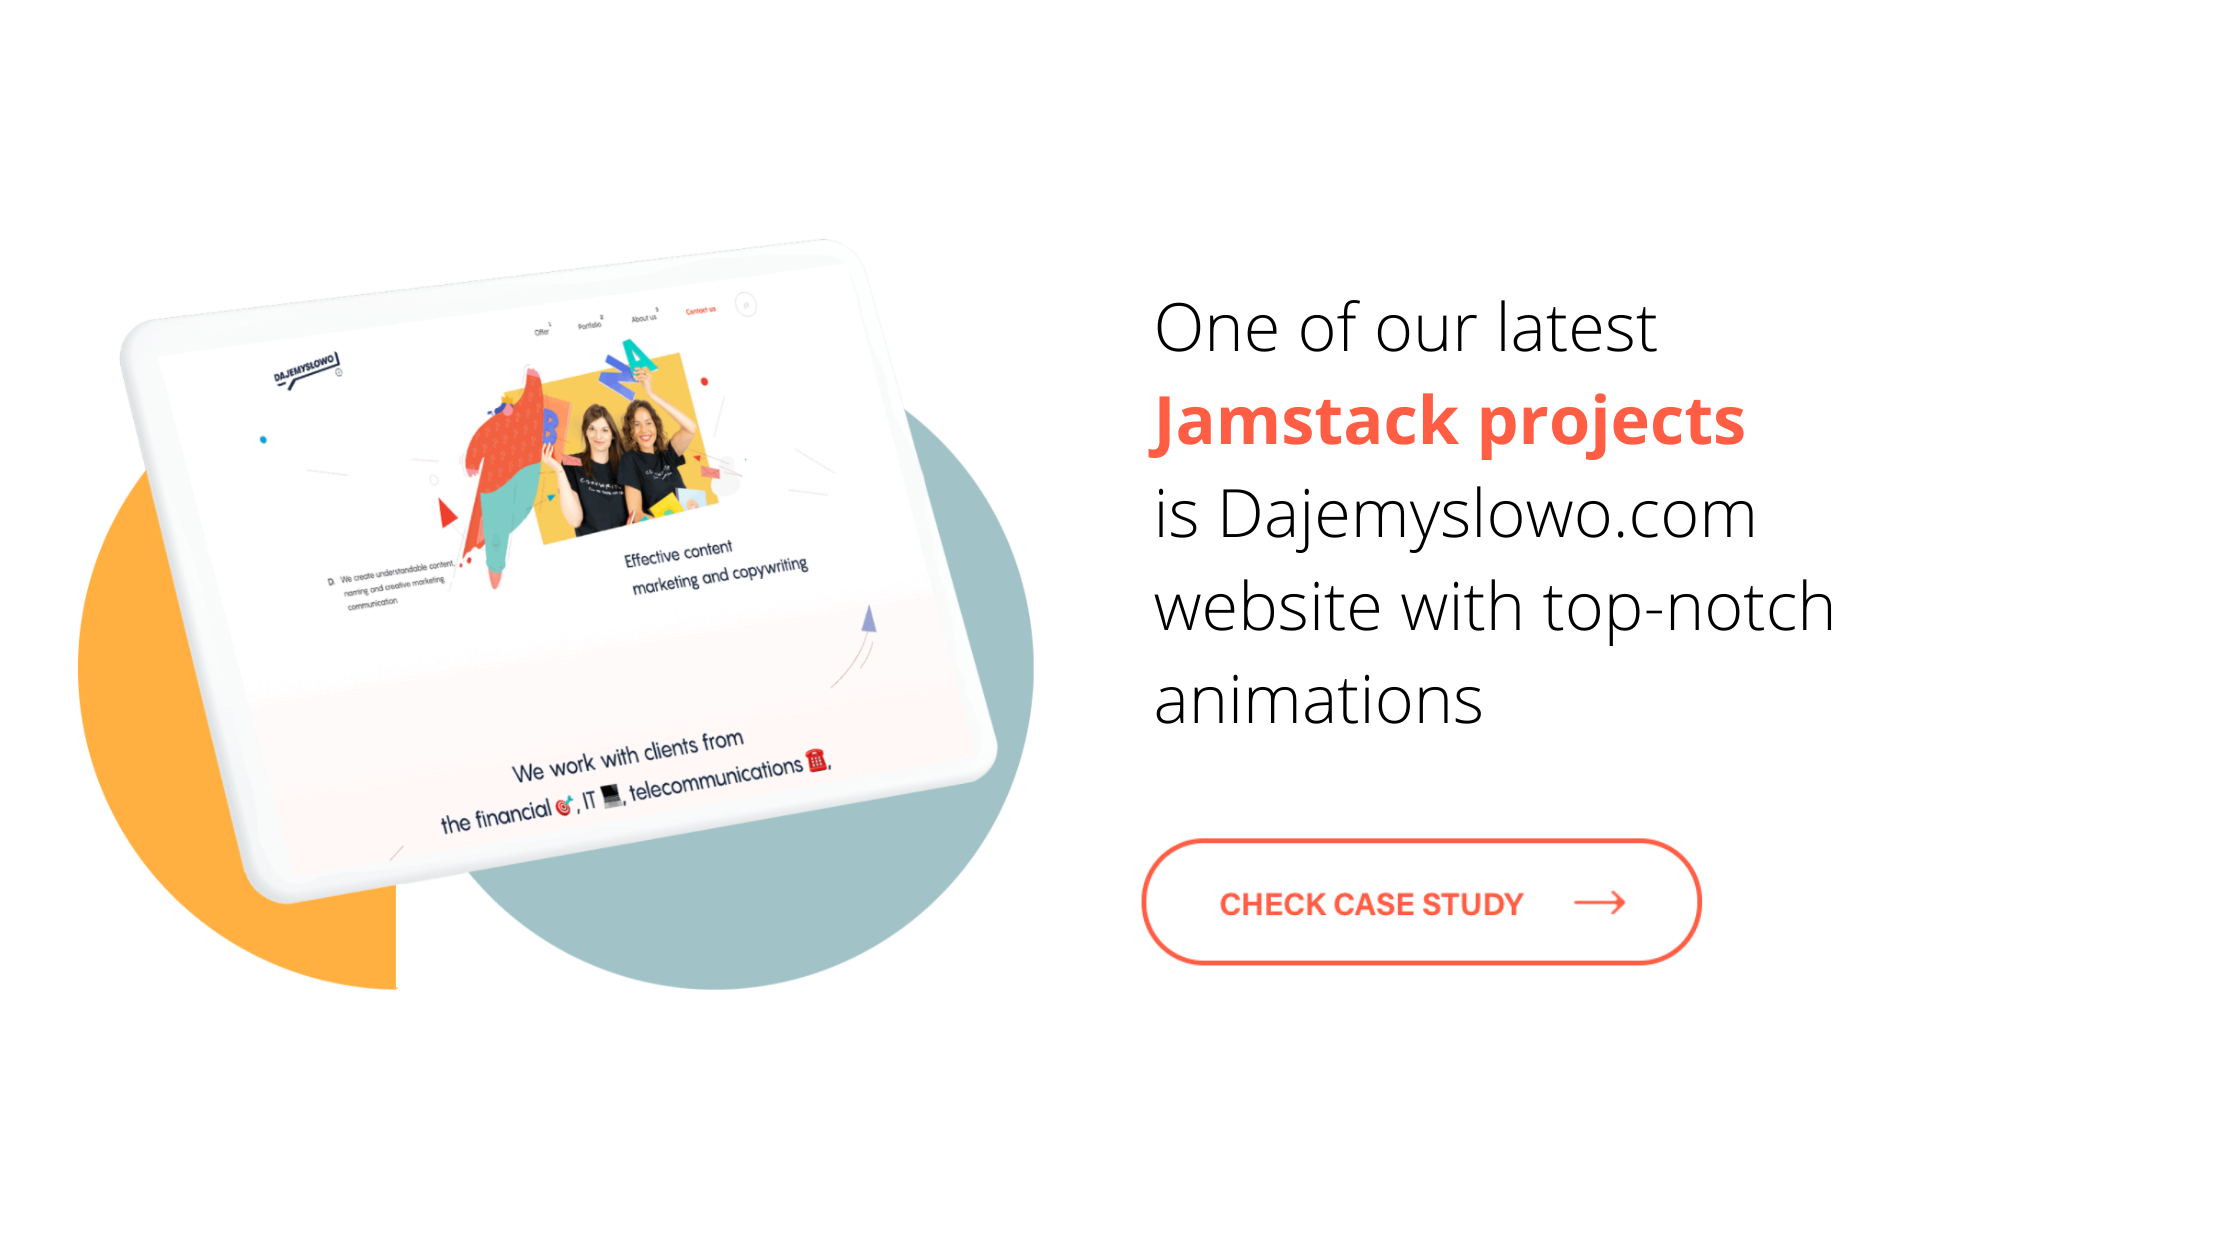 DAJEMYSŁOWO
Offer 1
Portfolio 2
About us 3
Contact us
B
N
A
D. We create understandable content,
naming and creative marketing
communication
Effective content
marketing and copywriting
We work with clients from
the financial 🎯, IT 💻, telecommunications ☎️,
One of our latest
Jamstack projects
is Dajemyslowo.com
website with top-notch
animations
CHECK CASE STUDY